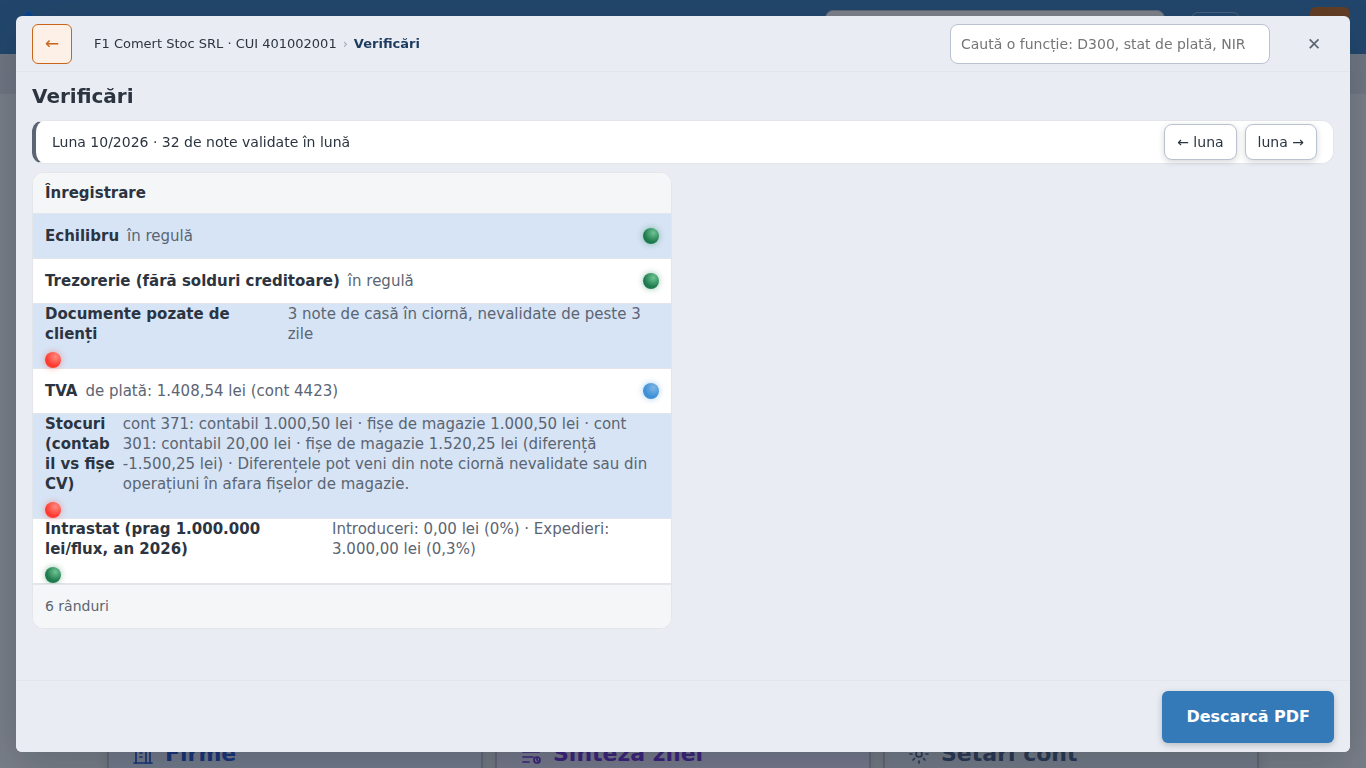 ←
F1 Comert Stoc SRL · CUI 401002001 › Verificări
Caută o funcție: D300, stat de plată, NIR
✕
Verificări
Luna 10/2026 · 32 de note validate în lună
← luna
luna →
Înregistrare
Echilibru în regulă
Trezorerie (fără solduri creditoare) în regulă
Documente pozate de
clienți
3 note de casă în ciornă, nevalidate de peste 3
zile
TVA de plată: 1.408,54 lei (cont 4423)
Stocuri
(contab
il vs fișe
CV)
cont 371: contabil 1.000,50 lei · fișe de magazie 1.000,50 lei · cont
301: contabil 20,00 lei · fișe de magazie 1.520,25 lei (diferență
-1.500,25 lei) · Diferențele pot veni din note ciornă nevalidate sau din
operațiuni în afara fișelor de magazie.
Intrastat (prag 1.000.000
lei/flux, an 2026)
Introduceri: 0,00 lei (0%) · Expedieri:
3.000,00 lei (0,3%)
6 rânduri
Descarcă PDF
Firme
Sinteza zilei
Setări cont